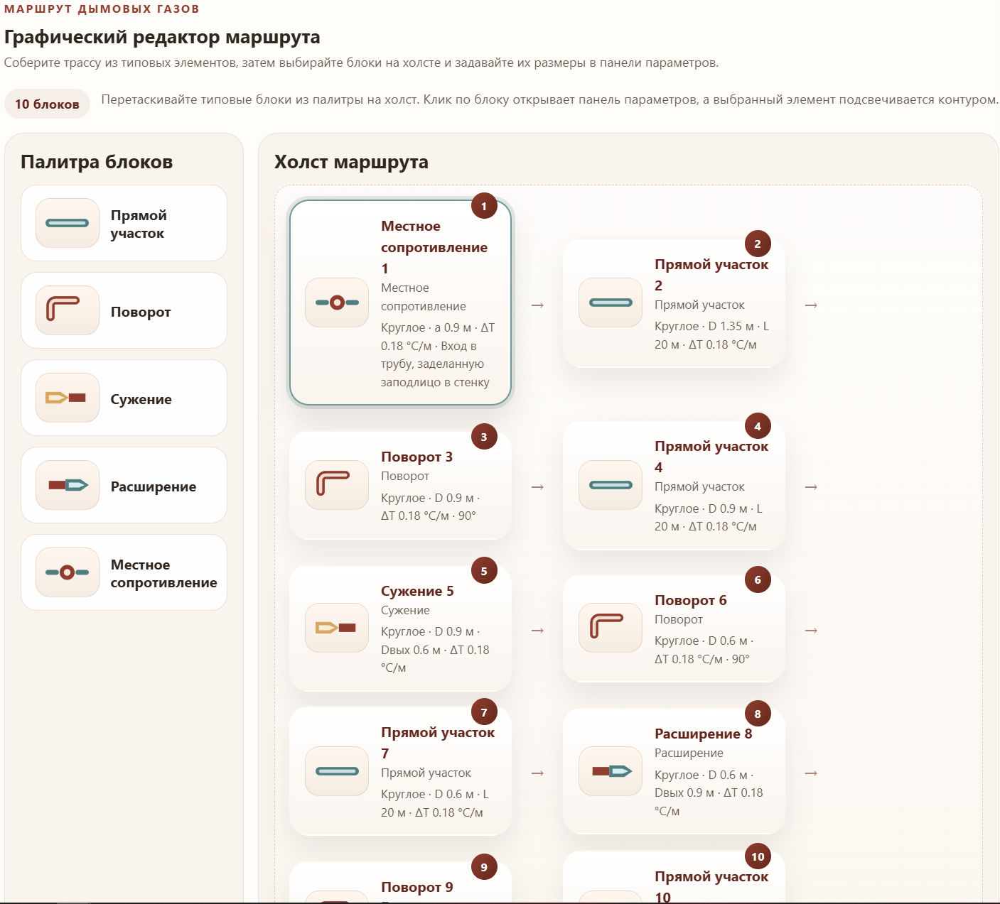 МАРШРУТ ДЫМОВЫХ ГАЗОВ
Графический редактор маршрута
Соберите трассу из типовых элементов, затем выбирайте блоки на холсте и задавайте их размеры в панели параметров.
10 блоков
Перетаскивайте типовые блоки из палитры на холст. Клик по блоку открывает панель параметров, а выбранный элемент подсвечивается контуром.
Палитра блоков
Прямой
участок
Поворот
Сужение
Расширение
Местное
сопротивление
Холст маршрута
1
Местное
сопротивление
1
Местное
сопротивление
Круглое · a 0.9 м · ΔT
0.18 °C/м · Вход в
трубу, заделанную
заподлицо в стенку
→
2
Прямой участок
2
Прямой участок
Круглое · D 1.35 м · L
20 м · ΔT 0.18 °C/м
→
3
Поворот 3
Поворот
Круглое · D 0.9 м ·
ΔT 0.18 °C/м · 90°
→
4
Прямой участок
4
Прямой участок
Круглое · D 0.9 м · L
20 м · ΔT 0.18 °C/м
→
5
Сужение 5
Сужение
Круглое · D 0.9 м ·
Dвых 0.6 м · ΔT 0.18
°C/м
→
6
Поворот 6
Поворот
Круглое · D 0.6 м ·
ΔT 0.18 °C/м · 90°
→
7
Прямой участок
7
Прямой участок
Круглое · D 0.6 м · L
20 м · ΔT 0.18 °C/м
→
8
Расширение 8
Расширение
Круглое · D 0.6 м ·
Dвых 0.9 м · ΔT 0.18
°C/м
→
9
Поворот 9
10
Прямой участок
10